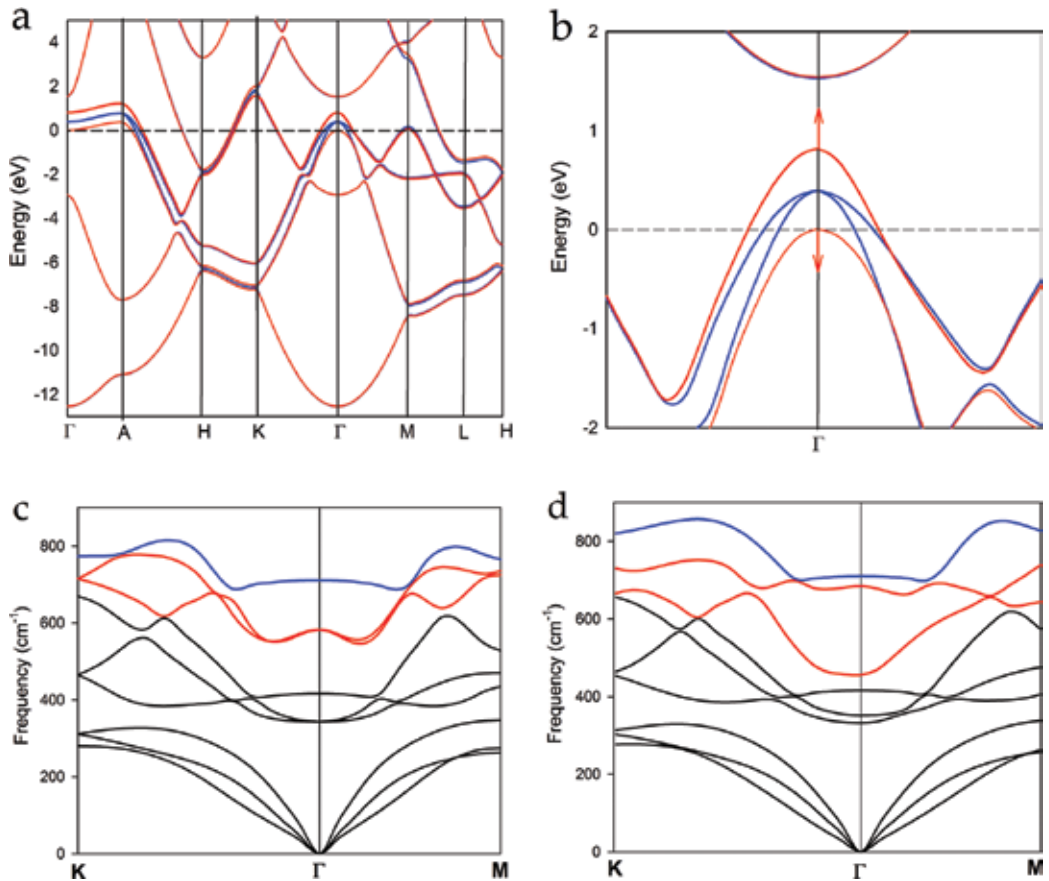 a
4
2
0
-2
-4
-6
-8
-10
-12
Energy (eV)
Γ A H K Γ M L H
b
2
1
0
-1
-2
Energy (eV)
Γ
c
800
600
400
200
0
Frequency (cm⁻¹)
K Γ M
d
800
600
400
200
0
Frequency (cm⁻¹)
K Γ M